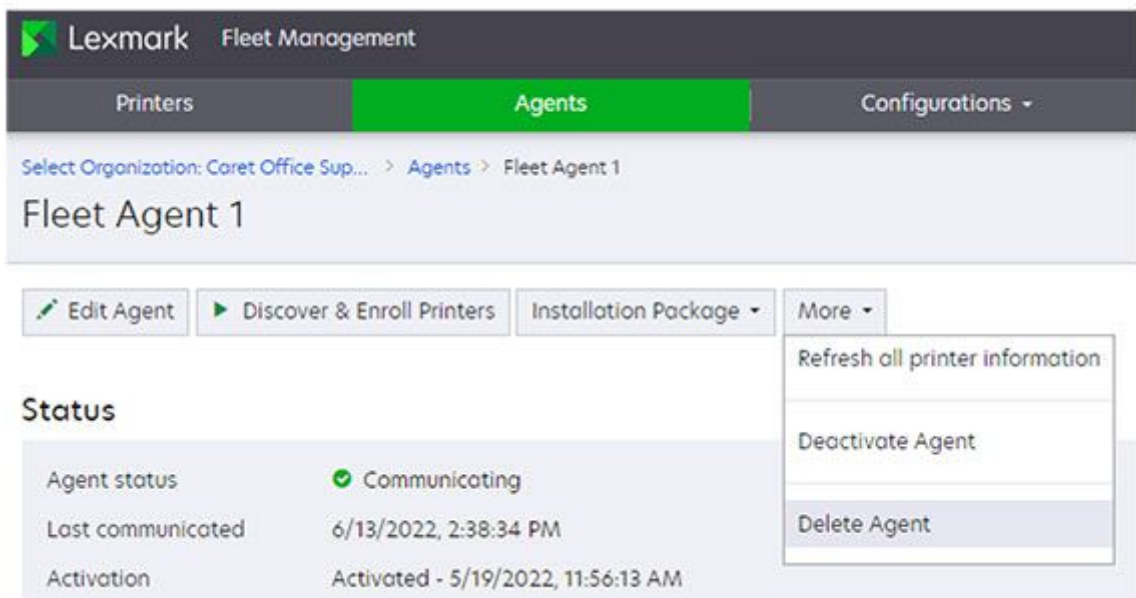 Lexmark Fleet Management
Printers Agents Configurations
Select Organization: Caret Office Sup... > Agents > Fleet Agent 1
Fleet Agent 1
Edit Agent Discover & Enroll Printers Installation Package More
Refresh all printer information
Deactivate Agent
Delete Agent
Status
Agent status Communicating
Last communicated 6/13/2022, 2:38:34 PM
Activation Activated - 5/19/2022, 11:56:13 AM